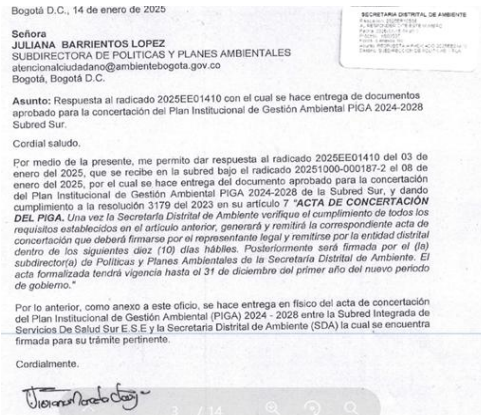 Bogotá D.C., 14 de enero de 2025
SECRETARIA DISTRITAL DE AMBIENTE
Señora
JULIANA BARRIENTOS LOPEZ
SUBDIRECTORA DE POLITICAS Y PLANES AMBIENTALES
atencionalciudadano@ambientebogota.gov.co
Bogotá, Bogotá D.C.
Asunto: Respuesta al radicado 2025EE01410 con el cual se hace entrega de documentos
aprobado para la concertación del Plan Institucional de Gestión Ambiental PIGA 2024-2028
Subred Sur.
Cordial saludo.
Por medio de la presente, me permito dar respuesta al radicado 2025EE01410 del 03 de
enero del 2025, que se recibe en la subred bajo el radicado 20251000-000187-2 el 08 de
enero del 2025, por el cual se hace entrega del documento aprobado para la concertación
del Plan Institucional de Gestión Ambiental PIGA 2024-2028 de la Subred Sur, y dando
cumplimiento a la resolución 3179 del 2023 en su artículo 7 "ACTA DE CONCERTACIÓN
DEL PIGA. Una vez la Secretaría Distrital de Ambiente verifique el cumplimiento de todos los
requisitos establecidos en el artículo anterior, generará y remitirá la correspondiente acta de
concertación que deberá firmarse por el representante legal y remitirse por la entidad distrital
dentro de los siguientes diez (10) días hábiles. Posteriormente será firmada por el (la)
subdirector(a) de Políticas y Planes Ambientales de la Secretaría Distrital de Ambiente. El
acta formalizada tendrá vigencia hasta el 31 de diciembre del primer año del nuevo periodo
de gobierno."
Por lo anterior, como anexo a este oficio, se hace entrega en físico del acta de concertación
del Plan Institucional de Gestión Ambiental (PIGA) 2024 - 2028 entre la Subred Integrada de
Servicios De Salud Sur E.S.E y la Secretaria Distrital de Ambiente (SDA) la cual se encuentra
firmada para su trámite pertinente.
Cordialmente.
3 / 14